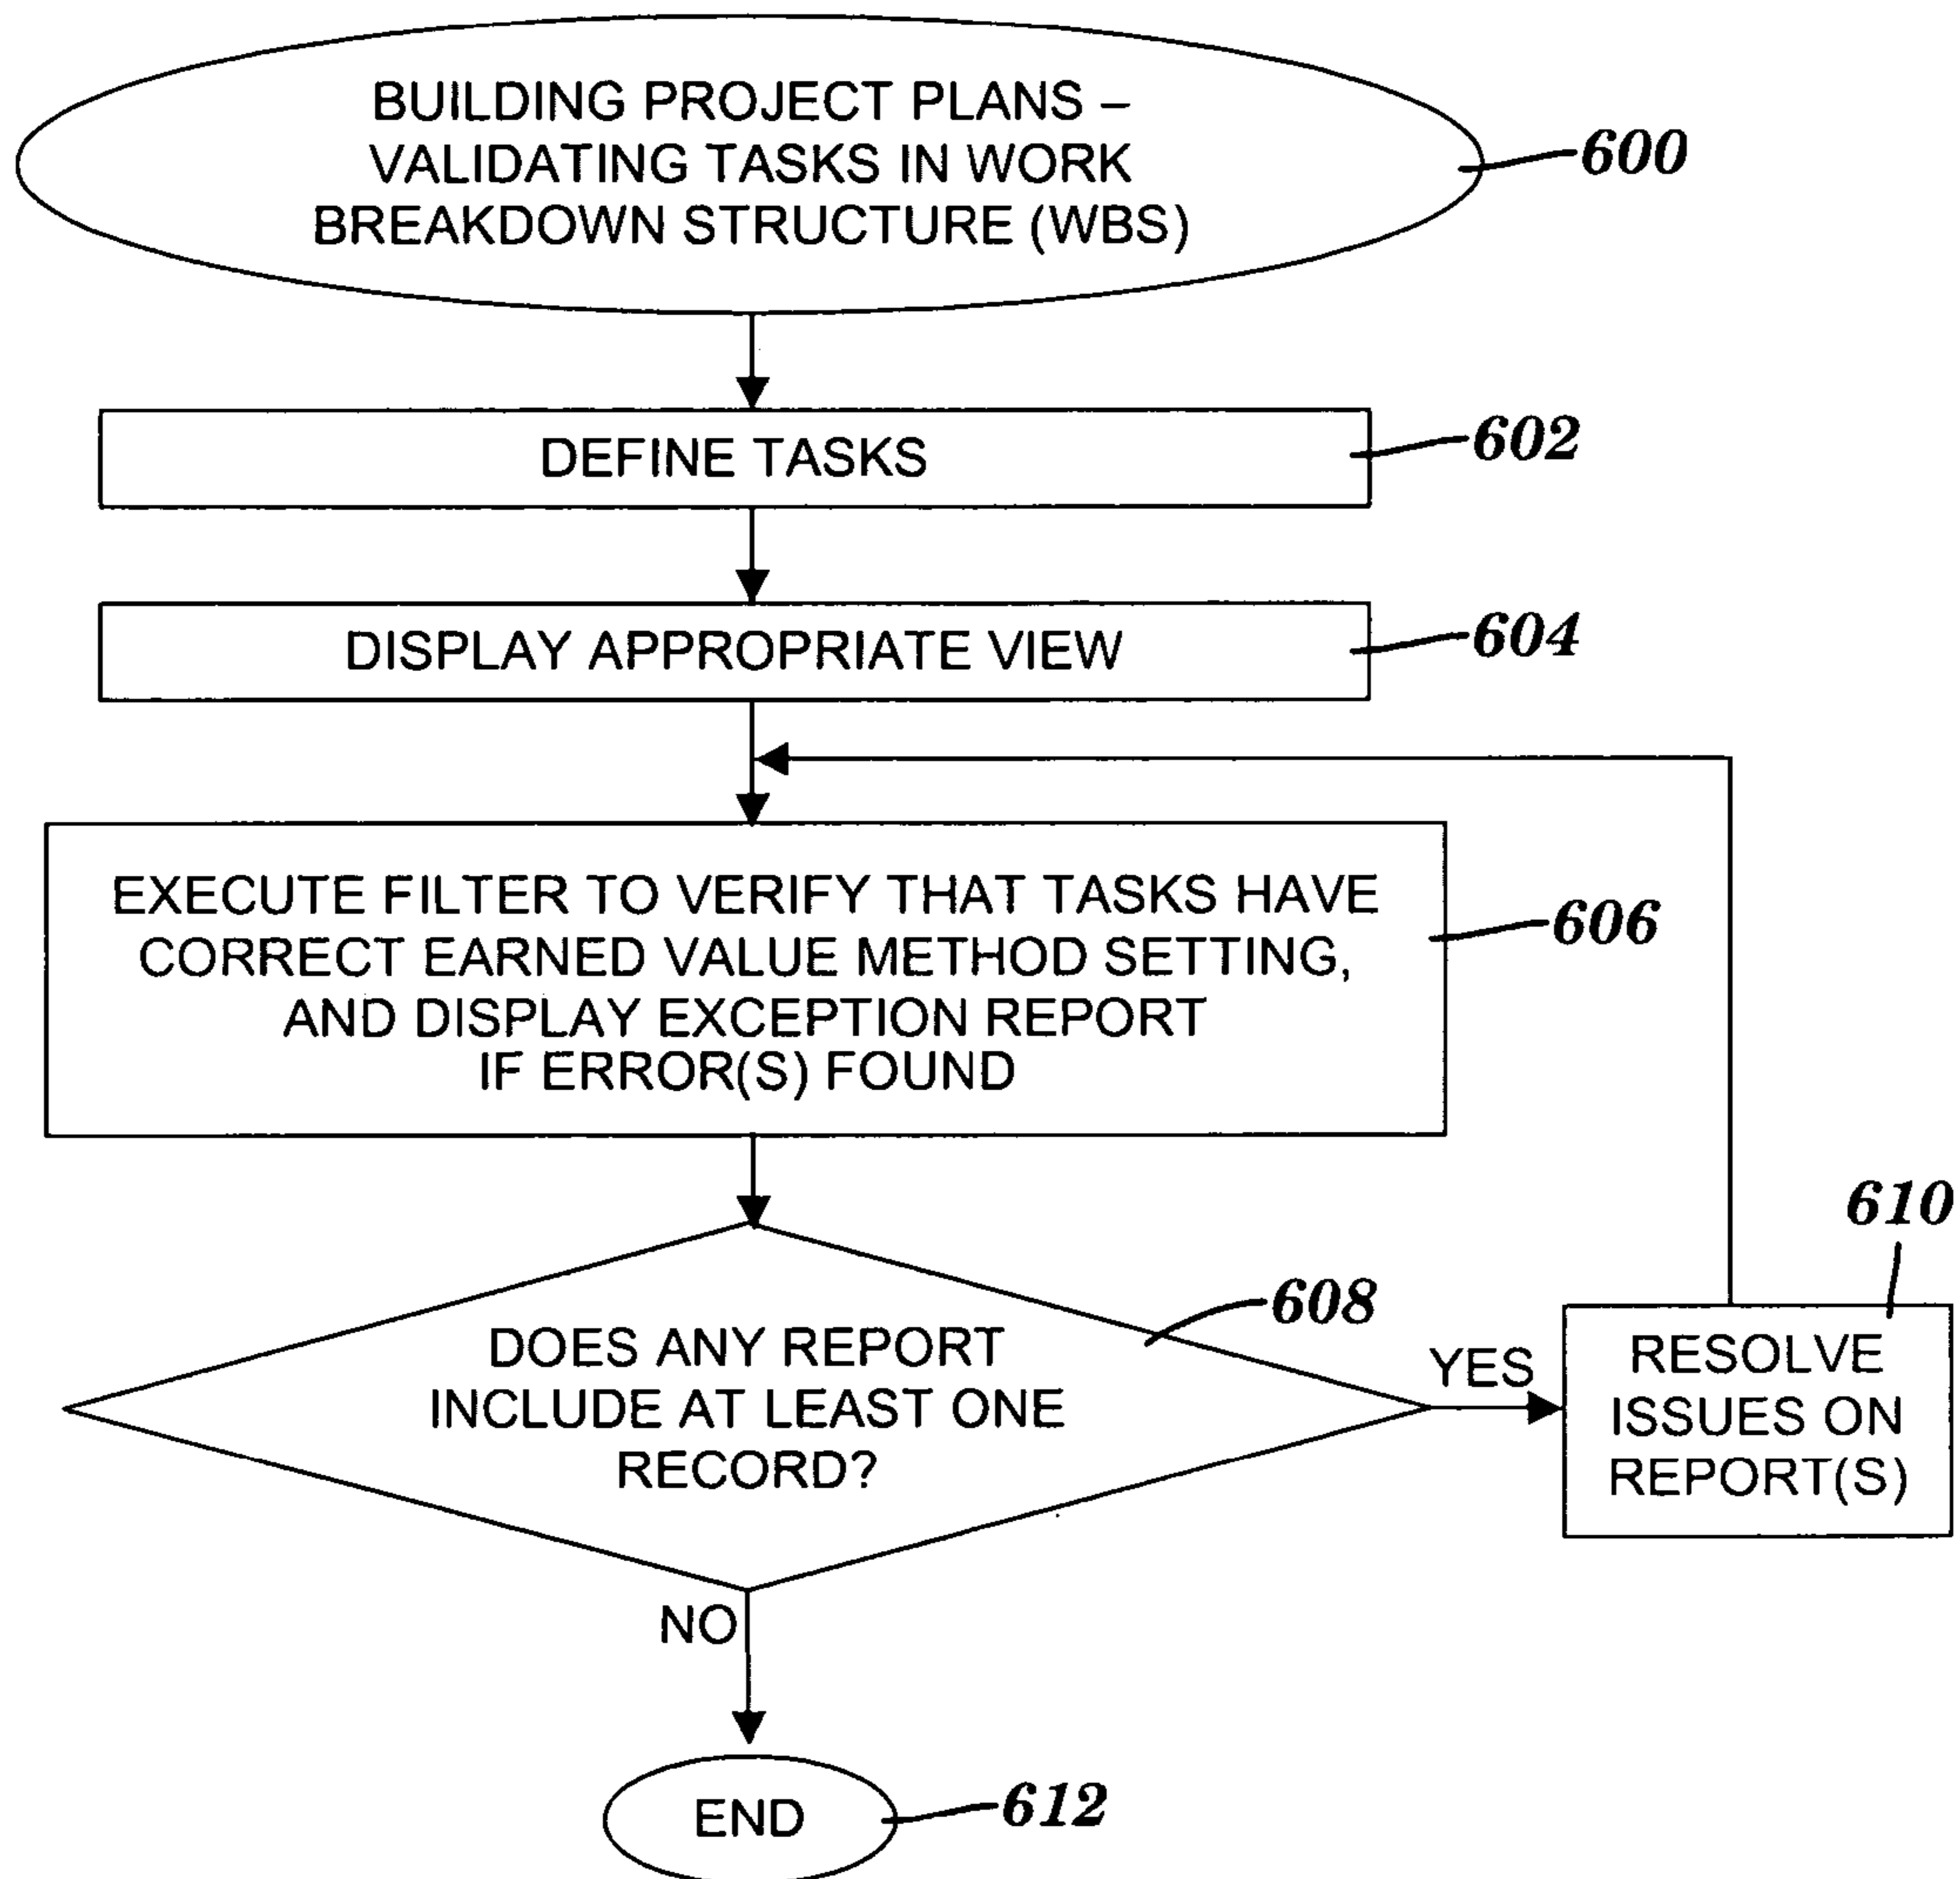 BUILDING PROJECT PLANS –
VALIDATING TASKS IN WORK
BREAKDOWN STRUCTURE (WBS)
600
DEFINE TASKS
602
DISPLAY APPROPRIATE VIEW
604
EXECUTE FILTER TO VERIFY THAT TASKS HAVE
CORRECT EARNED VALUE METHOD SETTING,
AND DISPLAY EXCEPTION REPORT
IF ERROR(S) FOUND
606
DOES ANY REPORT
INCLUDE AT LEAST ONE
RECORD?
608
YES
610
RESOLVE
ISSUES ON
REPORT(S)
NO
END
612